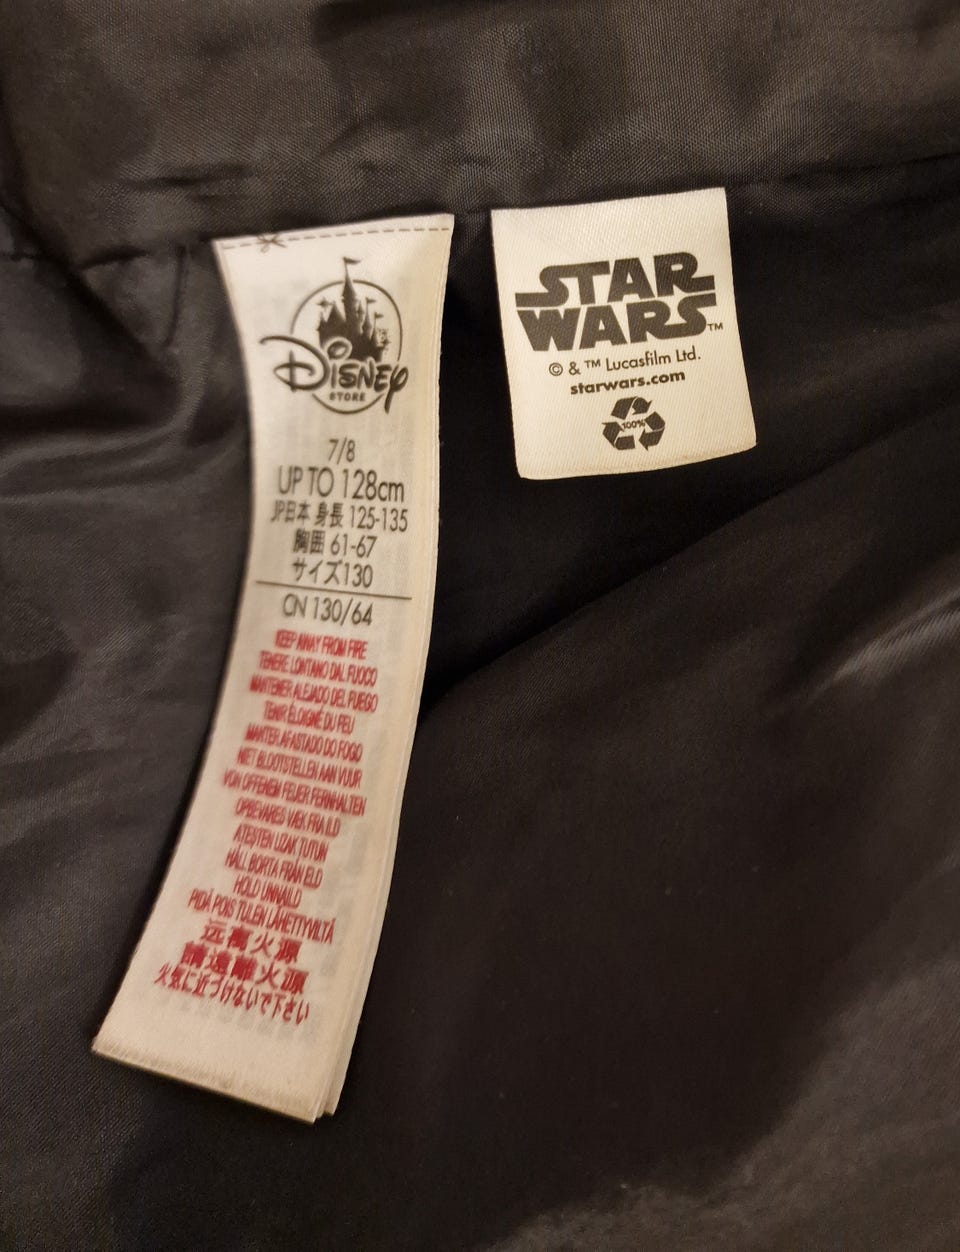 Disney
STORE
7/8
UP TO 128cm
JP日本 身長 125-135
胸囲 61-67
サイズ130
CN 130/64
KEEP AWAY FROM FIRE
TENERE LONTANO DAL FUOCO
MANTENER ALEJADO DEL FUEGO
TENIR ÉLOIGNÉ DU FEU
MANTER AFASTADO DO FOGO
NIET BLOOTSTELLEN AAN VUUR
VON OFFENEM FEUER FERNHALTEN
OPBEVARES VÆK FRA ILD
ATEŞTEN UZAK TUTUN
HÅLL BORTA FRÅN ELD
HOLD UNNA ILD
PIDÄ POIS TULEN LÄHETTYVILTÄ
远离火源
請遠離火源
火気に近づけないで下さい
STAR
WARS™
© & ™ Lucasfilm Ltd.
starwars.com
100%